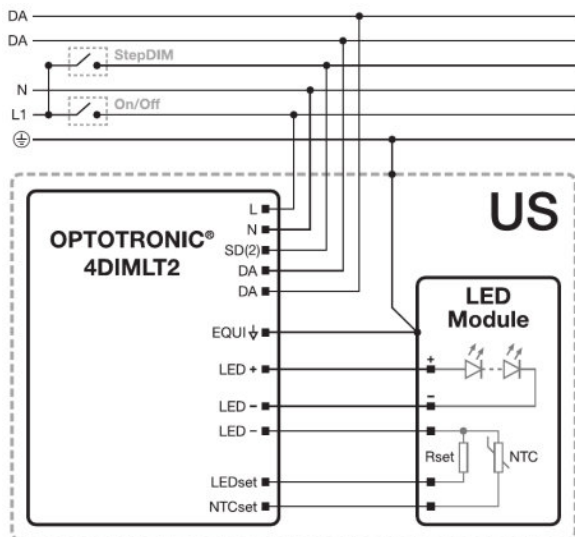 DA
DA
StepDIM
N
On/Off
L1
US
OPTOTRONIC®
4DIMLT2
L
N
SD(2)
DA
DA
EQUI
LED +
LED -
LED -
LEDset
NTCset
LED
Module
+
-
Rset
NTC